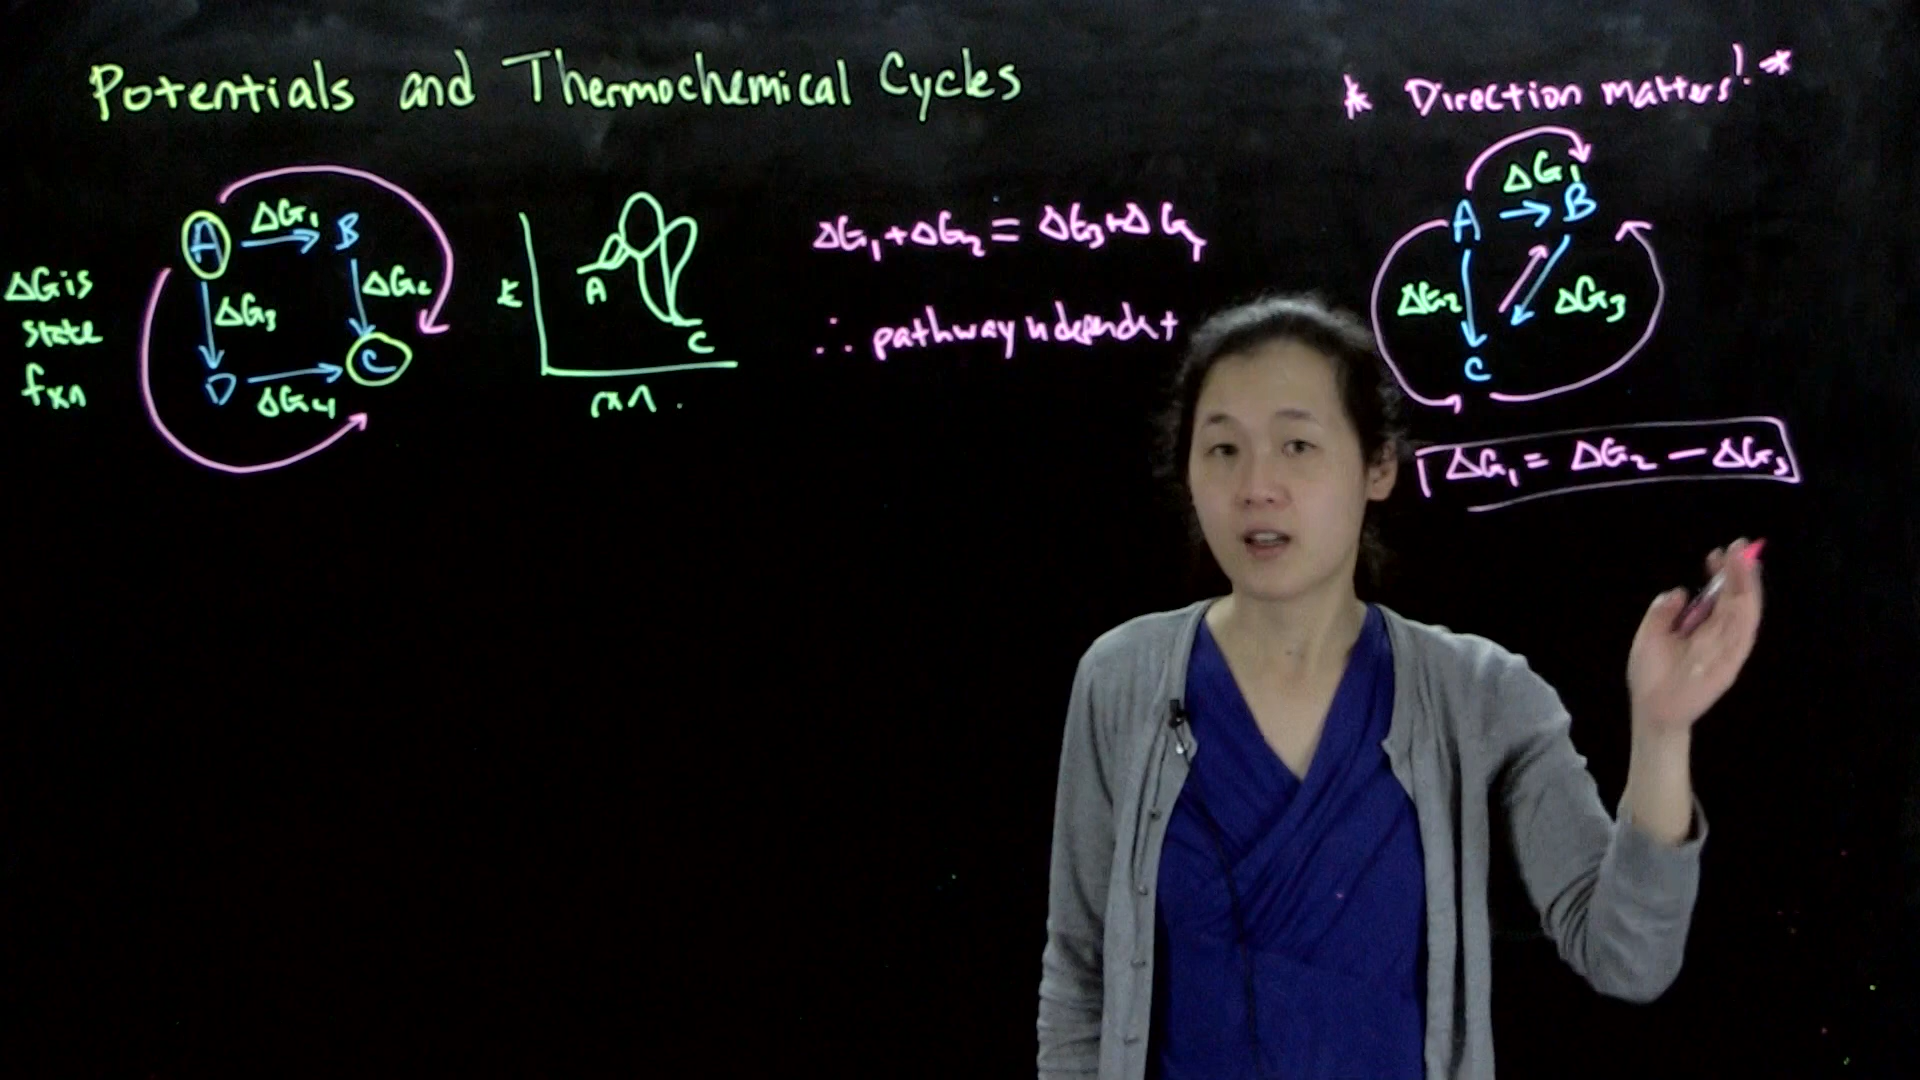 Potentials and Thermochemical Cycles
ΔG is
state
fxn
A ΔG₁ B
ΔG₃ ΔG₂
D ΔG₄ C
E
A
C
rxn
ΔG₁+ΔG₂ = ΔG₃+ΔG₄
∴ pathway independent
* Direction matters! *
ΔG₁
A → B
ΔG₂ ΔG₃
C
ΔG₁ = ΔG₂ − ΔG₃